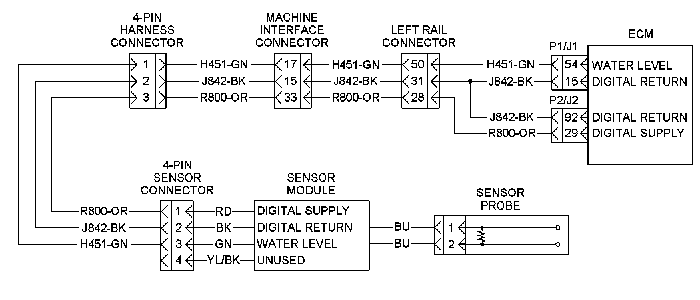 4-PIN
HARNESS
CONNECTOR
MACHINE
INTERFACE
CONNECTOR
LEFT RAIL
CONNECTOR
ECM
P1/J1
1 H451-GN 17 H451-GN 50 H451-GN 54 WATER LEVEL
2 J842-BK 15 J842-BK 31 J842-BK 15 DIGITAL RETURN
3 R800-OR 33 R800-OR 28
P2/J2
J842-BK 92 DIGITAL RETURN
R800-OR 29 DIGITAL SUPPLY
4-PIN
SENSOR
CONNECTOR
SENSOR
MODULE
SENSOR
PROBE
R800-OR 1 RD DIGITAL SUPPLY
J842-BK 2 BK DIGITAL RETURN BU 1
H451-GN 3 GN WATER LEVEL BU 2
4 YL/BK UNUSED